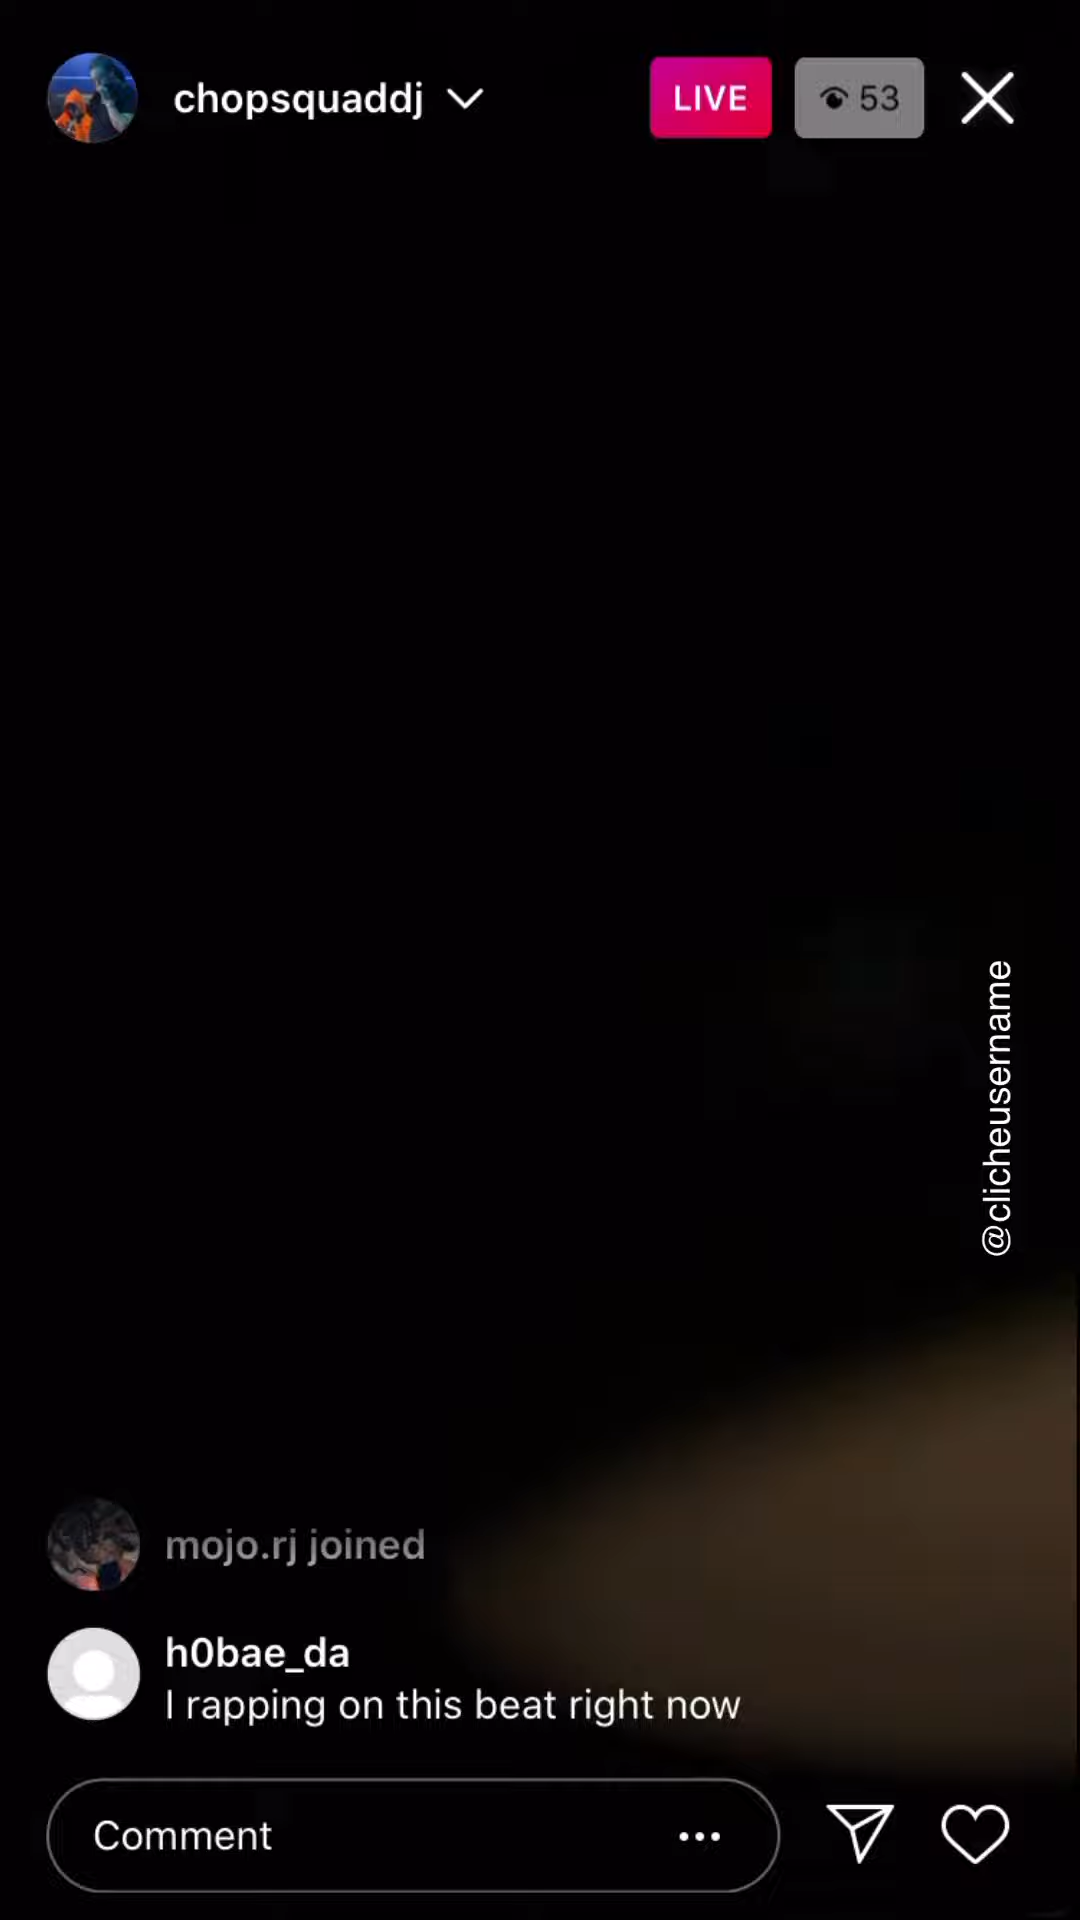 chopsquaddj
LIVE
53
@clicheusername
mojo.rj joined
h0bae_da
I rapping on this beat right now
Comment